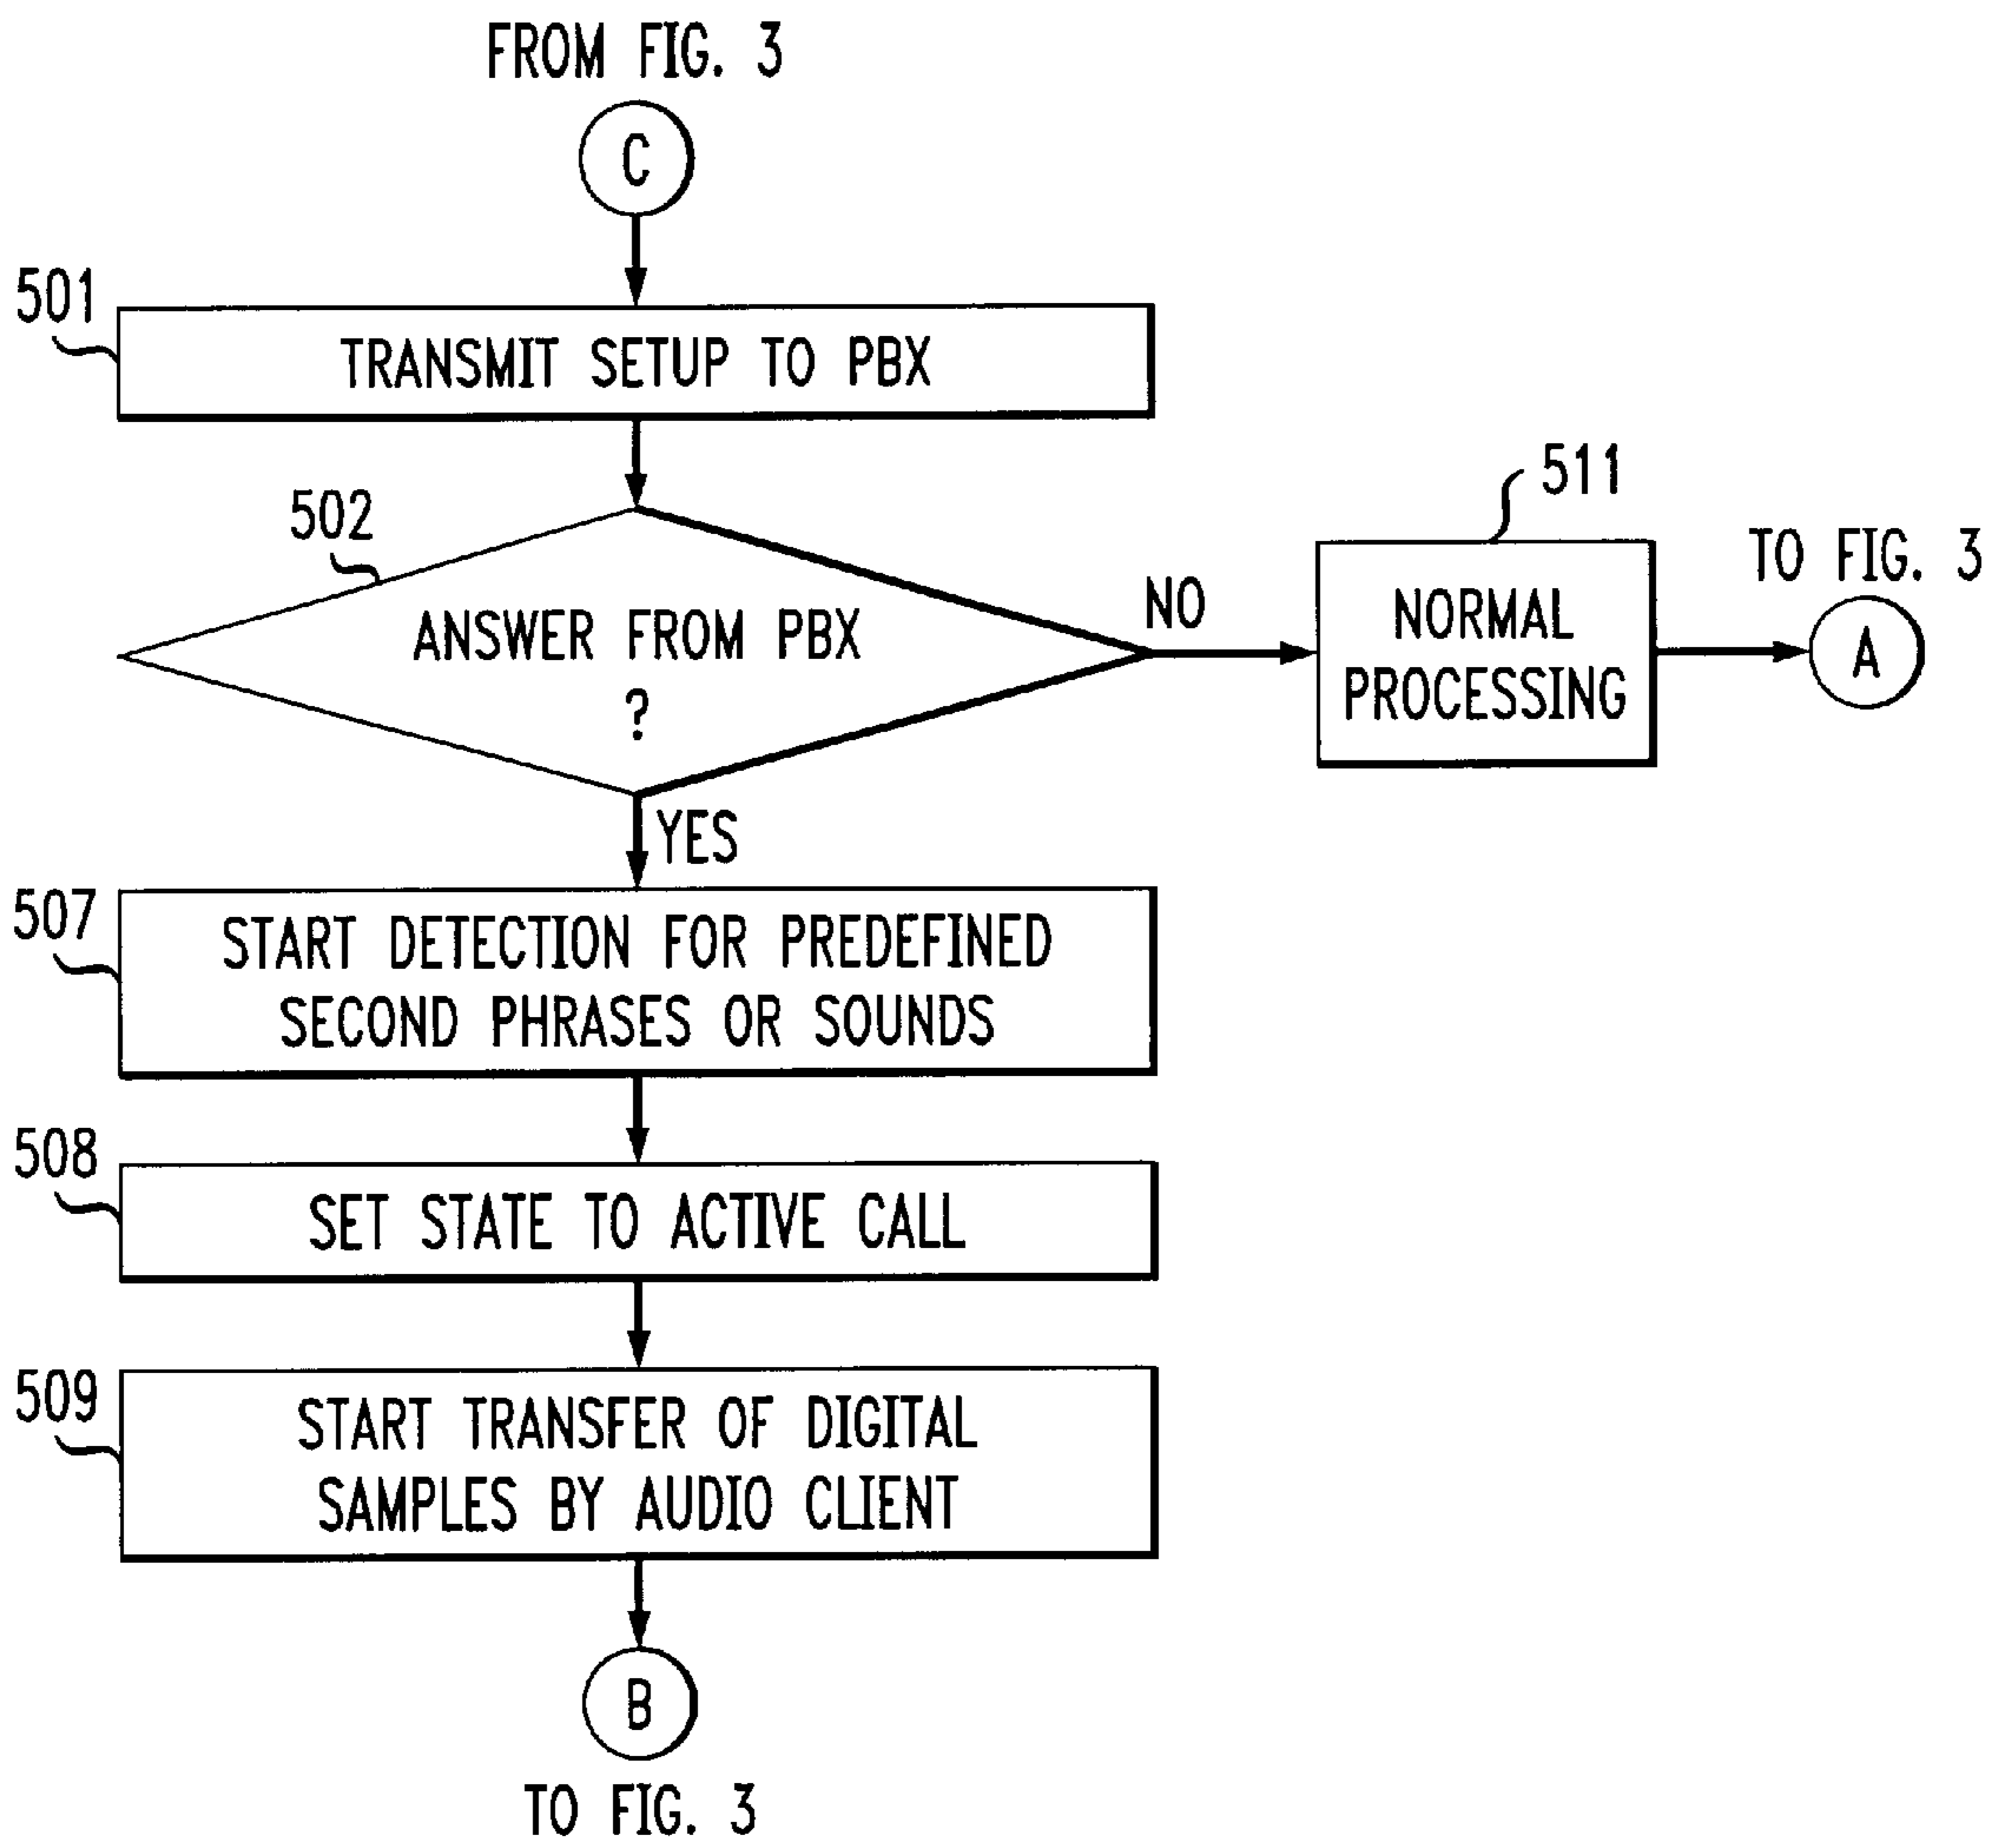 FROM FIG. 3
C
501
TRANSMIT SETUP TO PBX
502
ANSWER FROM PBX
?
NO
511
NORMAL
PROCESSING
TO FIG. 3
A
YES
507
START DETECTION FOR PREDEFINED
SECOND PHRASES OR SOUNDS
508
SET STATE TO ACTIVE CALL
509
START TRANSFER OF DIGITAL
SAMPLES BY AUDIO CLIENT
B
TO FIG. 3